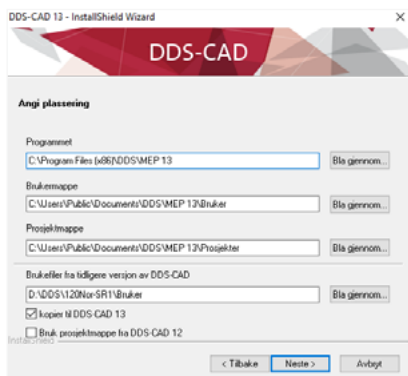 DDS-CAD 13 - InstallShield Wizard
DDS-CAD
Angi plassering
Programmet
C:\Program Files (x86)\DDS\MEP 13
Bla gjennom...
Brukermappe
C:\Users\Public\Documents\DDS\MEP 13\Bruker
Bla gjennom...
Prosjektmappe
C:\Users\Public\Documents\DDS\MEP 13\Prosjekter
Bla gjennom...
Brukefiler fra tidligere versjon av DDS-CAD
D:\DDS\120Nor-SR1\Bruker
Bla gjennom...
kopier til DDS-CAD 13
Bruk prosjektmappe fra DDS-CAD 12
InstallShield
< Tilbake
Neste >
Avbryt